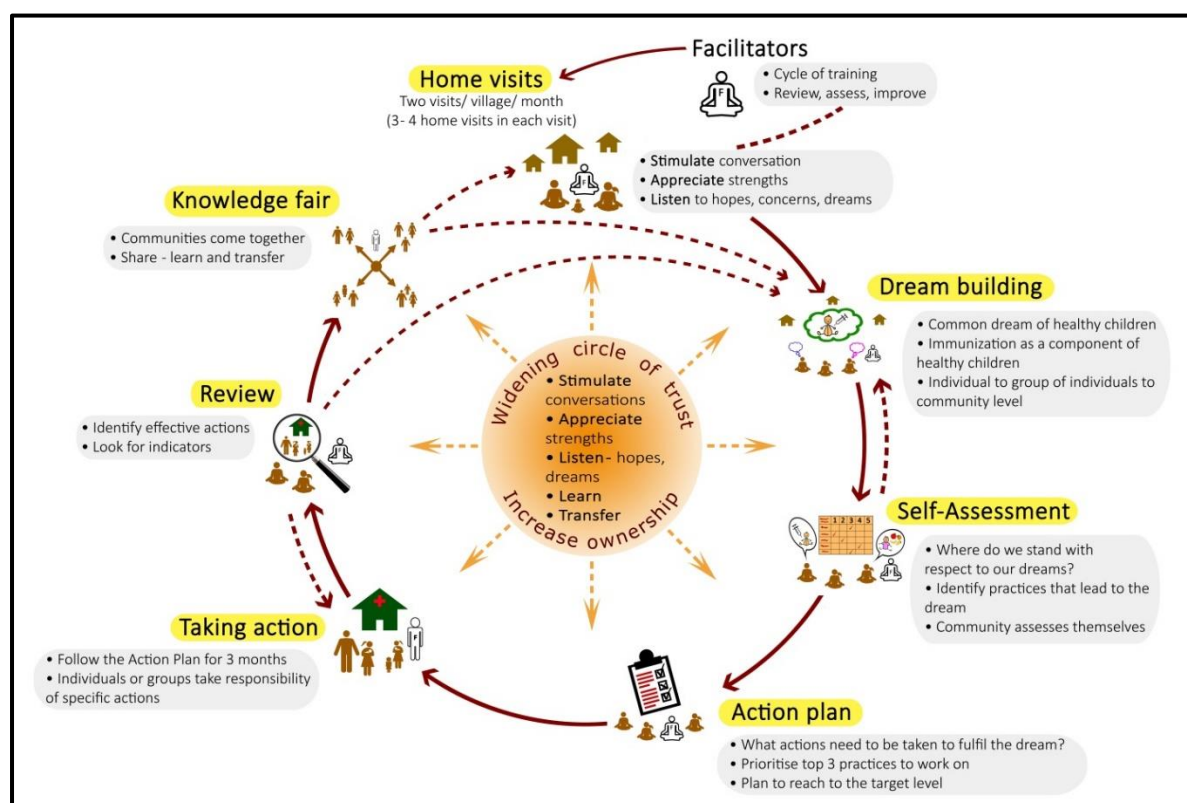 Facilitators
• Cycle of training
• Review, assess, improve
Home visits
Two visits/ village/ month
(3- 4 home visits in each visit)
• Stimulate conversation
• Appreciate strengths
• Listen to hopes, concerns, dreams
Knowledge fair
• Communities come together
• Share - learn and transfer
Dream building
• Common dream of healthy children
• Immunization as a component of
healthy children
• Individual to group of individuals to
community level
Widening circle of trust
• Stimulate
conversations
• Appreciate
strengths
• Listen- hopes,
dreams
• Learn
• Transfer
Increase ownership
Review
• Identify effective actions
• Look for indicators
Self-Assessment
1 2 3 4 5
• Where do we stand with
respect to our dreams?
• Identify practices that lead to the
dream
• Community assesses themselves
Taking action
• Follow the Action Plan for 3 months
• Individuals or groups take responsibility
of specific actions
Action plan
• What actions need to be taken to fulfil the dream?
• Prioritise top 3 practices to work on
• Plan to reach to the target level
F
F
F
F
F
F
F